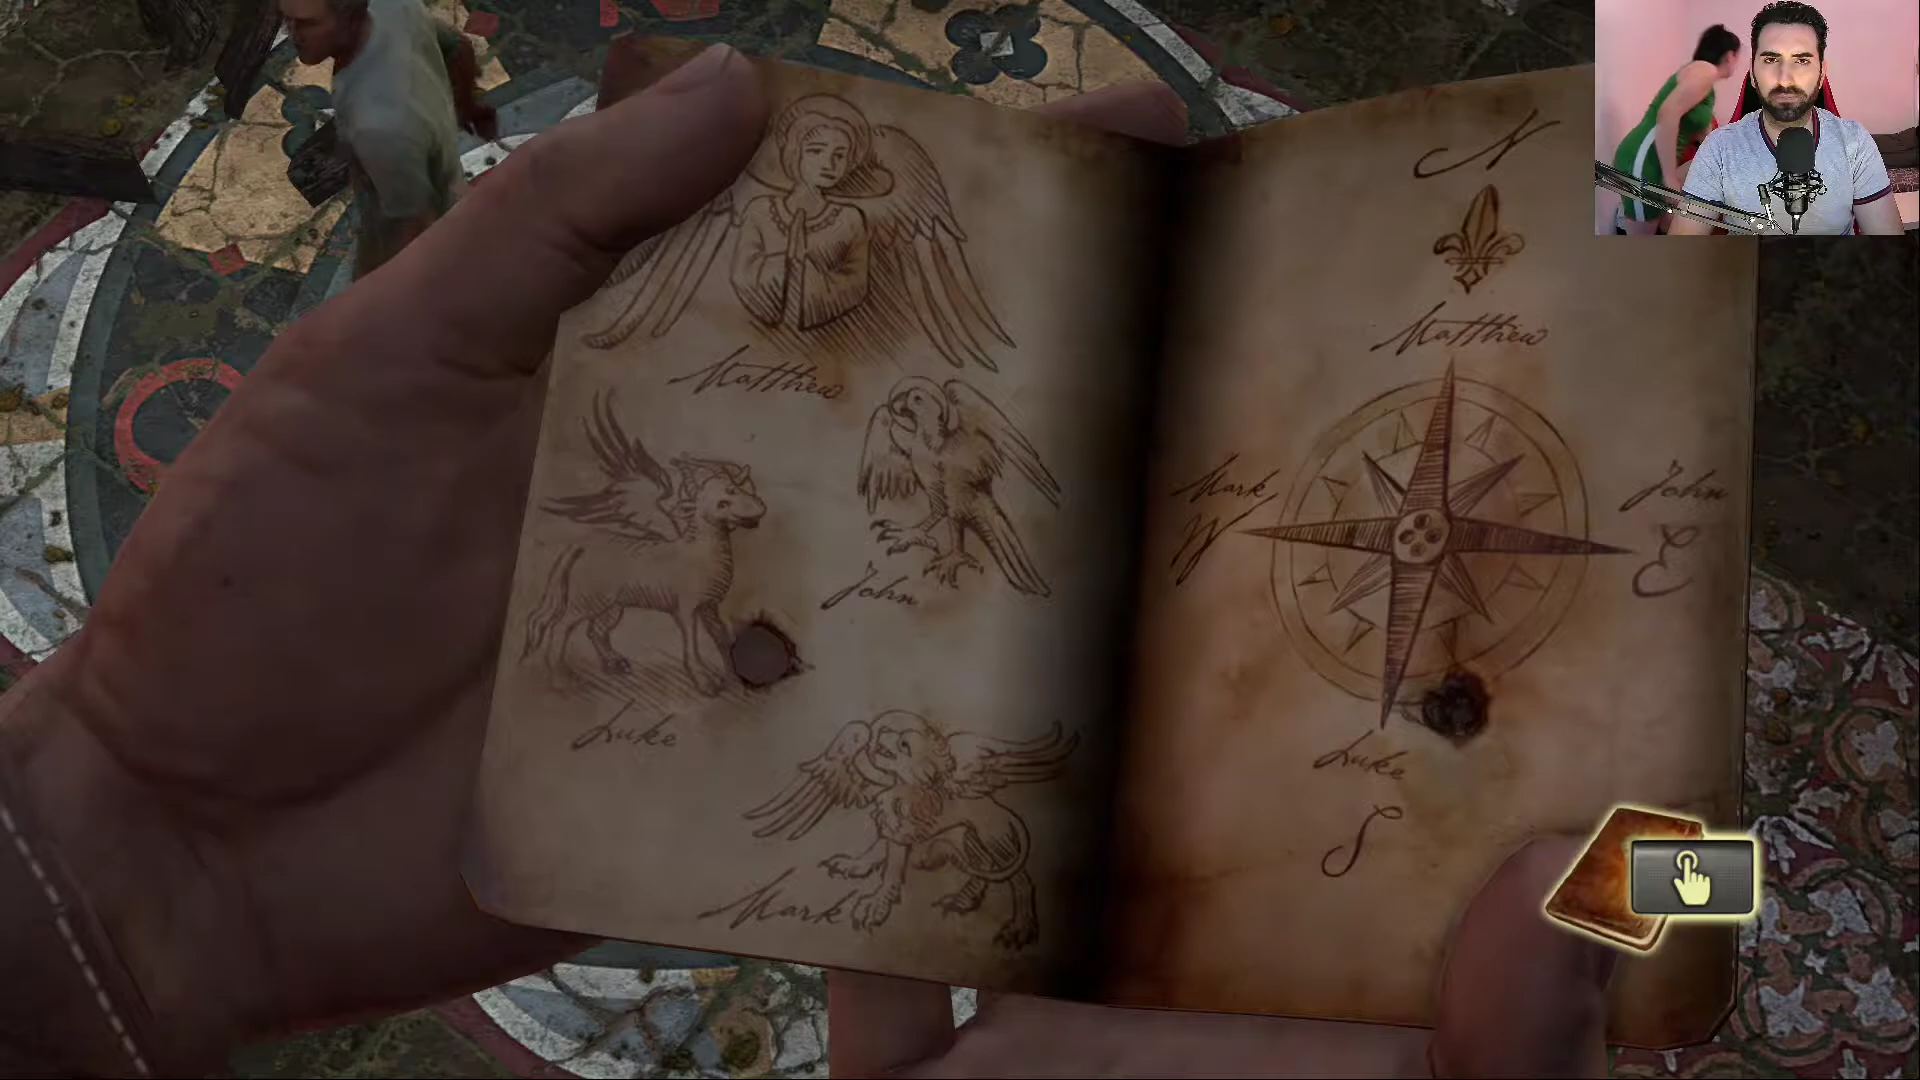 Matthew
John
Luke
Mark
N
Matthew
Mark
John
W
E
Luke
S